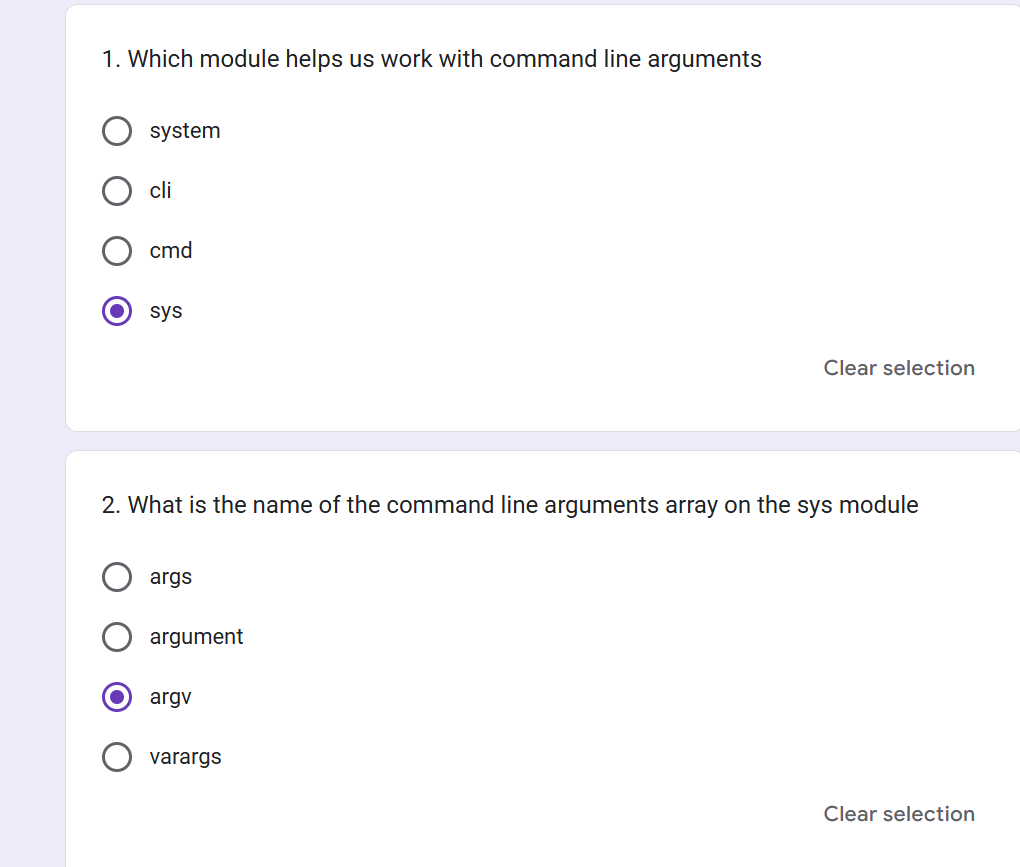 1. Which module helps us work with command line arguments
system
cli
cmd
sys
Clear selection
2. What is the name of the command line arguments array on the sys module
args
argument
argv
varargs
Clear selection